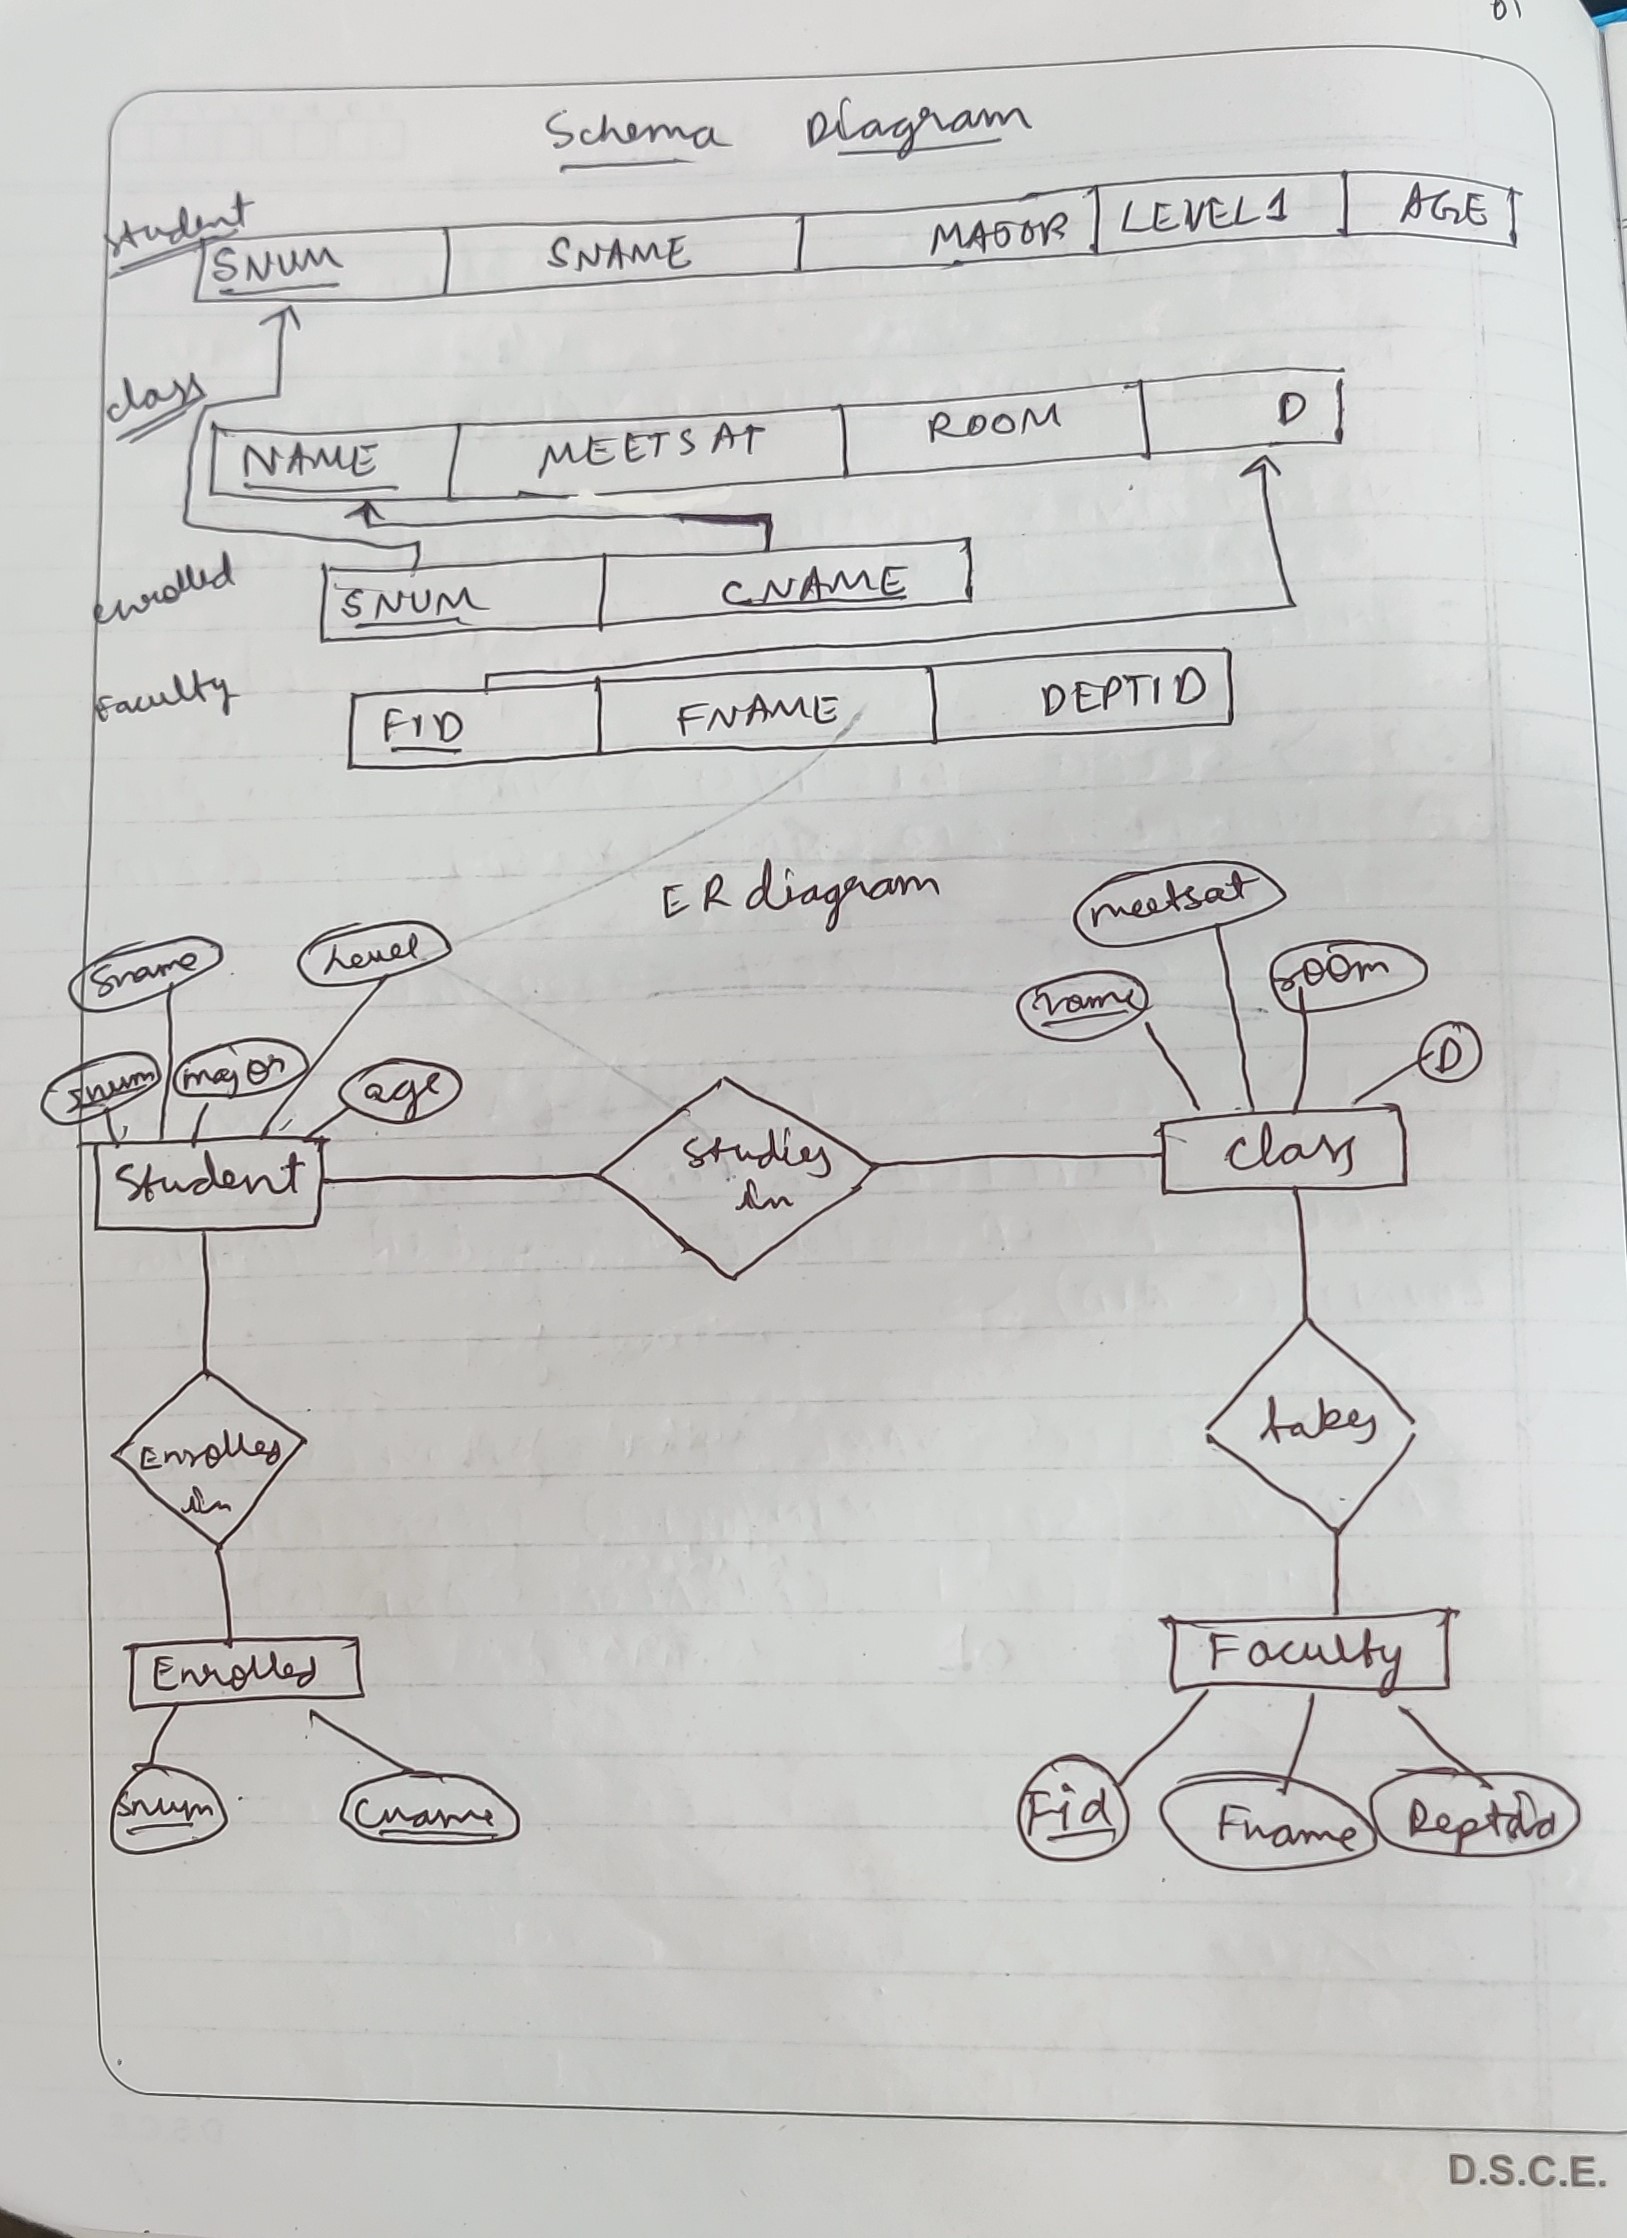 01
Schema Diagram
Student
SNUM SNAME MAJOR LEVEL1 AGE
class
NAME MEETSAT ROOM D
enrolled
SNUM CNAME
Faculty
FID FNAME DEPTID
ER diagram
Sname Level name meetsat room
Snum major age D
Student Studies in Class
Enrolled in takes
Enrolled Faculty
Snum Cname Fid Fname Deptid
D.S.C.E.